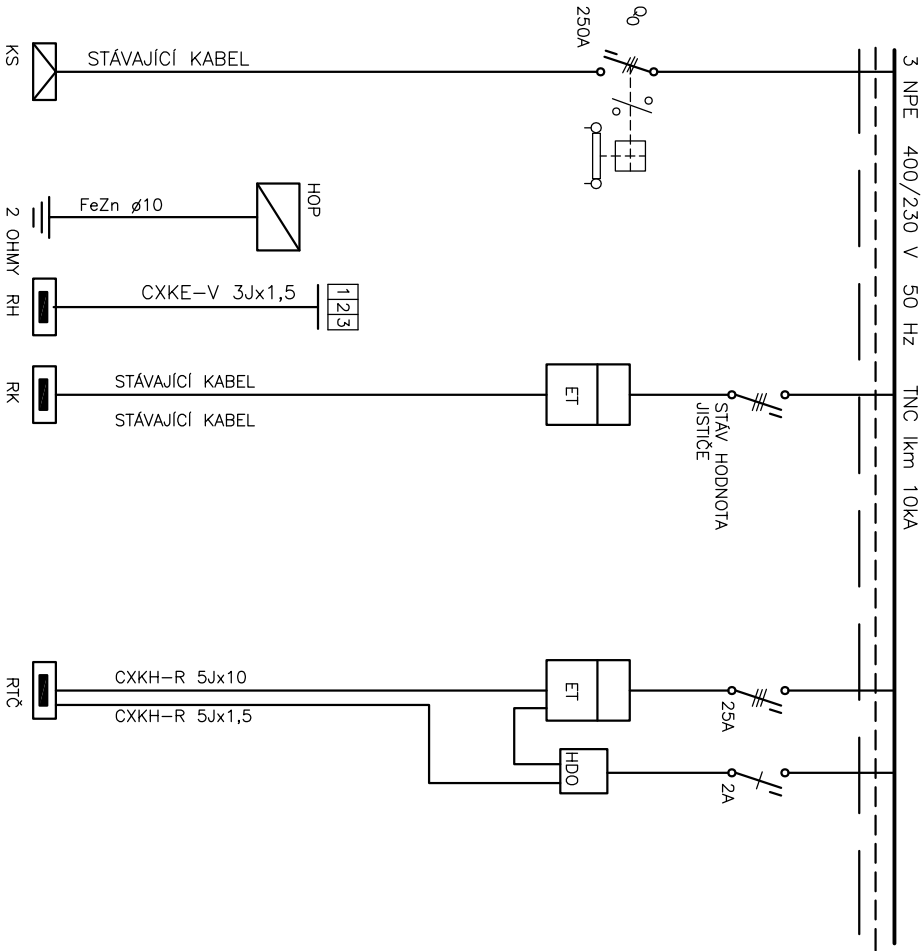 3 NPE 400/230 V 50 Hz TNC Ikm 10kA
Q0
250A
STÁVAJÍCÍ KABEL
KS
HOP
FeZn ø10
2 OHMY
1 2 3
CXKE-V 3Jx1,5
RH
STÁV HODNOTA
JISTIČE
ET
STÁVAJÍCÍ KABEL
STÁVAJÍCÍ KABEL
RK
25A
ET
2A
HDO
CXKH-R 5Jx10
CXKH-R 5Jx1,5
RTČ